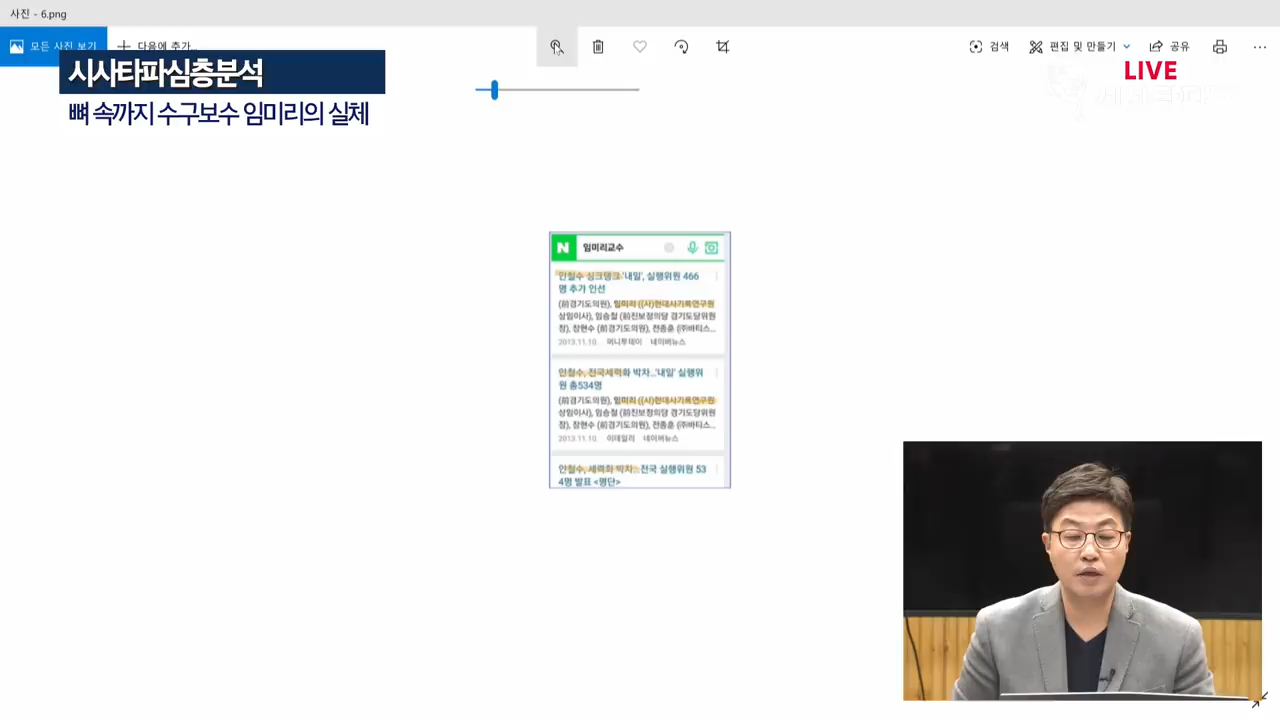 사진 - 6.png
모든 사진 보기
다음에 추가
검색
편집 및 만들기
공유
시사타파심층분석
뼈 속까지 수구보수 임미리의 실체
LIVE
N 임미리교수
안철수 싱크탱크 '내일', 실행위원 466
명 추가 인선
(前경기도의원), 임미리 ((사)현대사기록연구원
상임이사), 임승철 (前진보정의당 경기도당위원
장), 장현수 (前경기도의원), 전종훈 (㈜바티스...
2013.11.10. 머니투데이 네이버뉴스
안철수, 전국세력화 박차...'내일' 실행위
원 총534명
(前경기도의원), 임미리 ((사)현대사기록연구원
상임이사), 임승철 (前진보정의당 경기도당위원
장), 장현수 (前경기도의원), 전종훈 (㈜바티스...
2013.11.10. 이데일리 네이버뉴스
안철수, 세력화 박차...전국 실행위원 53
4명 발표 <명단>